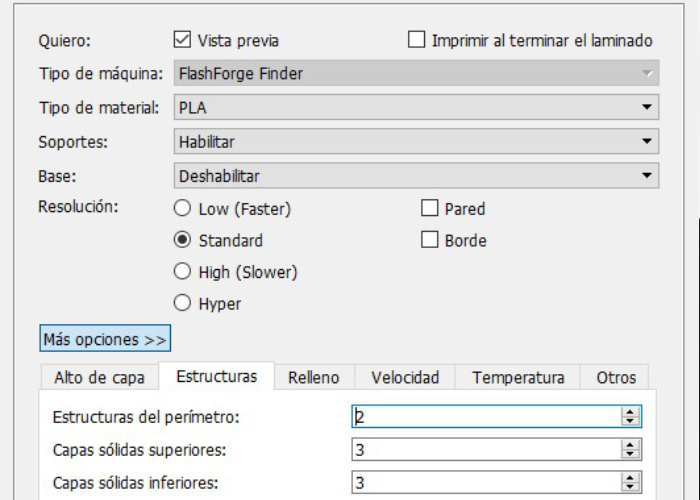 Quiero: Vista previa Imprimir al terminar el laminado
Tipo de máquina: FlashForge Finder
Tipo de material: PLA
Soportes: Habilitar
Base: Deshabilitar
Resolución: Low (Faster) Pared
Standard Borde
High (Slower)
Hyper
Más opciones >>
Alto de capa Estructuras Relleno Velocidad Temperatura Otros
Estructuras del perímetro: 2
Capas sólidas superiores: 3
Capas sólidas inferiores: 3